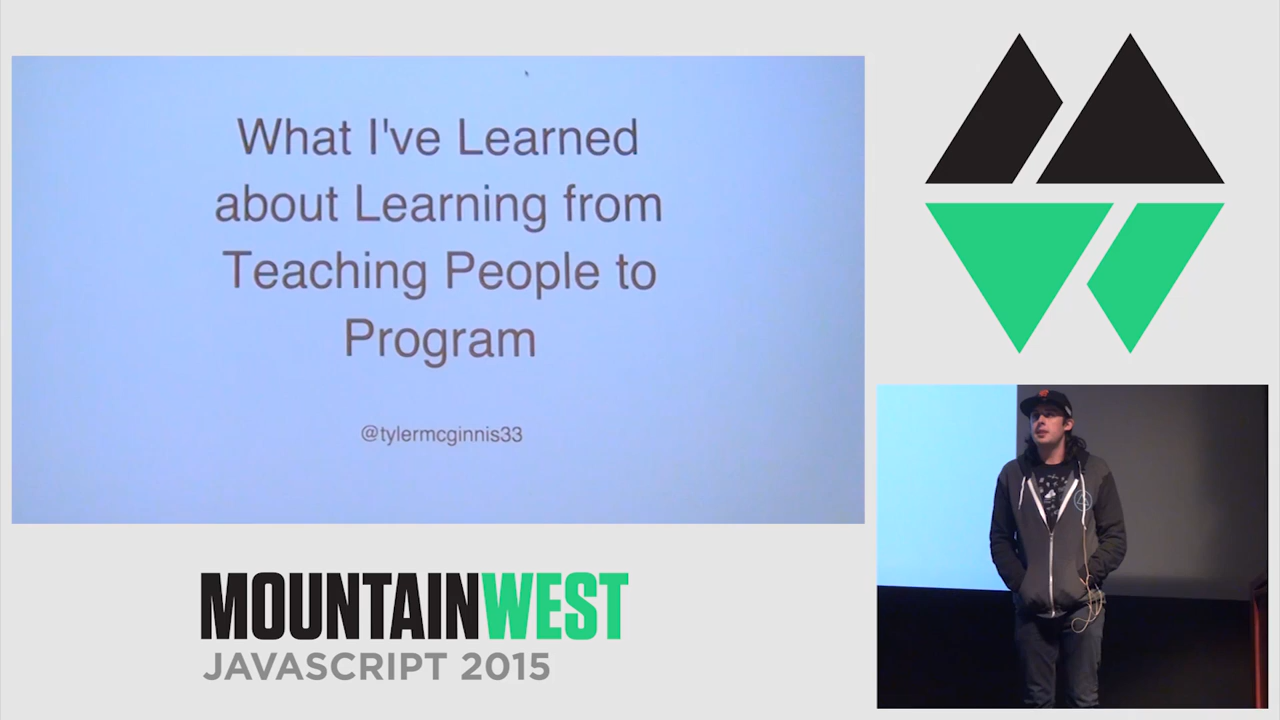 What I've Learned
about Learning from
Teaching People to
Program
@tylermcginnis33
MOUNTAINWEST
JAVASCRIPT 2015